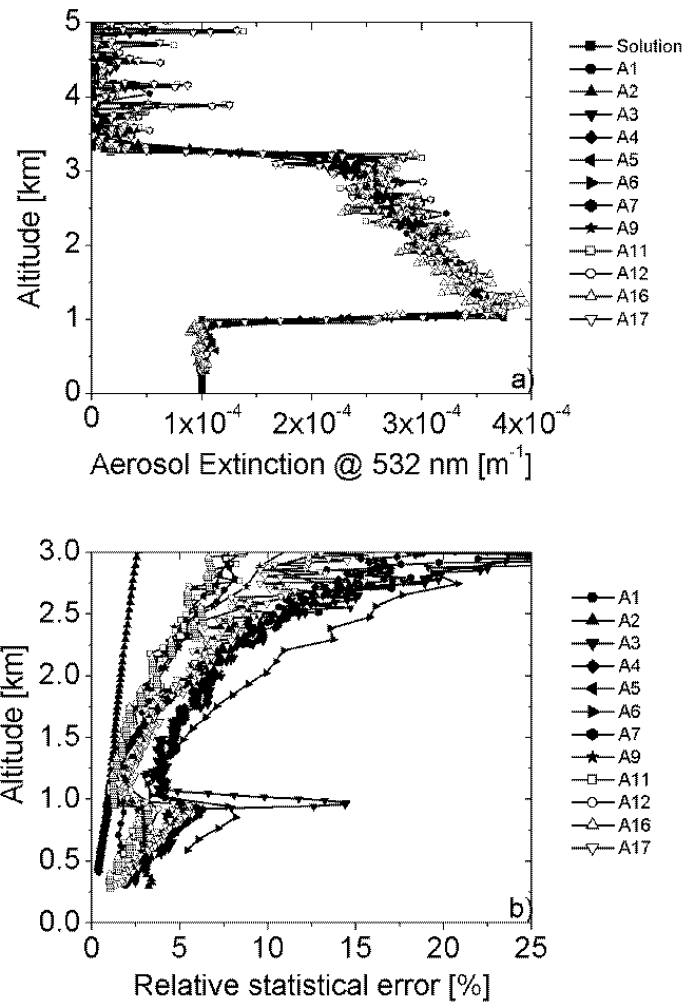 5
4
3
2
1
0
Altitude [km]
a)
0
1x10⁻⁴
2x10⁻⁴
3x10⁻⁴
4x10⁻⁴
Aerosol Extinction @ 532 nm [m⁻¹]
Solution
A1
A2
A3
A4
A5
A6
A7
A9
A11
A12
A16
A17
3.0
2.5
2.0
1.5
1.0
0.5
0.0
Altitude [km]
b)
0
5
10
15
20
25
Relative statistical error [%]
A1
A2
A3
A4
A5
A6
A7
A9
A11
A12
A16
A17